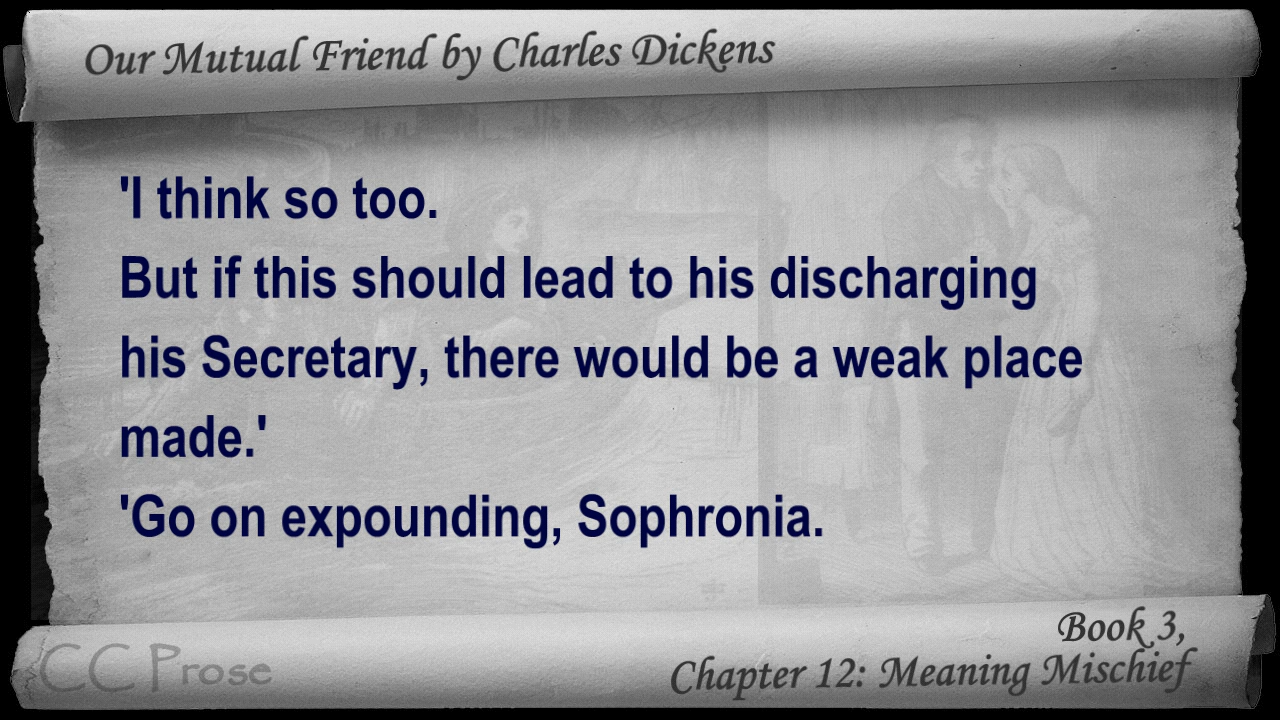 Our Mutual Friend by Charles Dickens
'I think so too.
But if this should lead to his discharging
his Secretary, there would be a weak place
made.'
'Go on expounding, Sophronia.
Book 3,
CC Prose
Chapter 12: Meaning Mischief